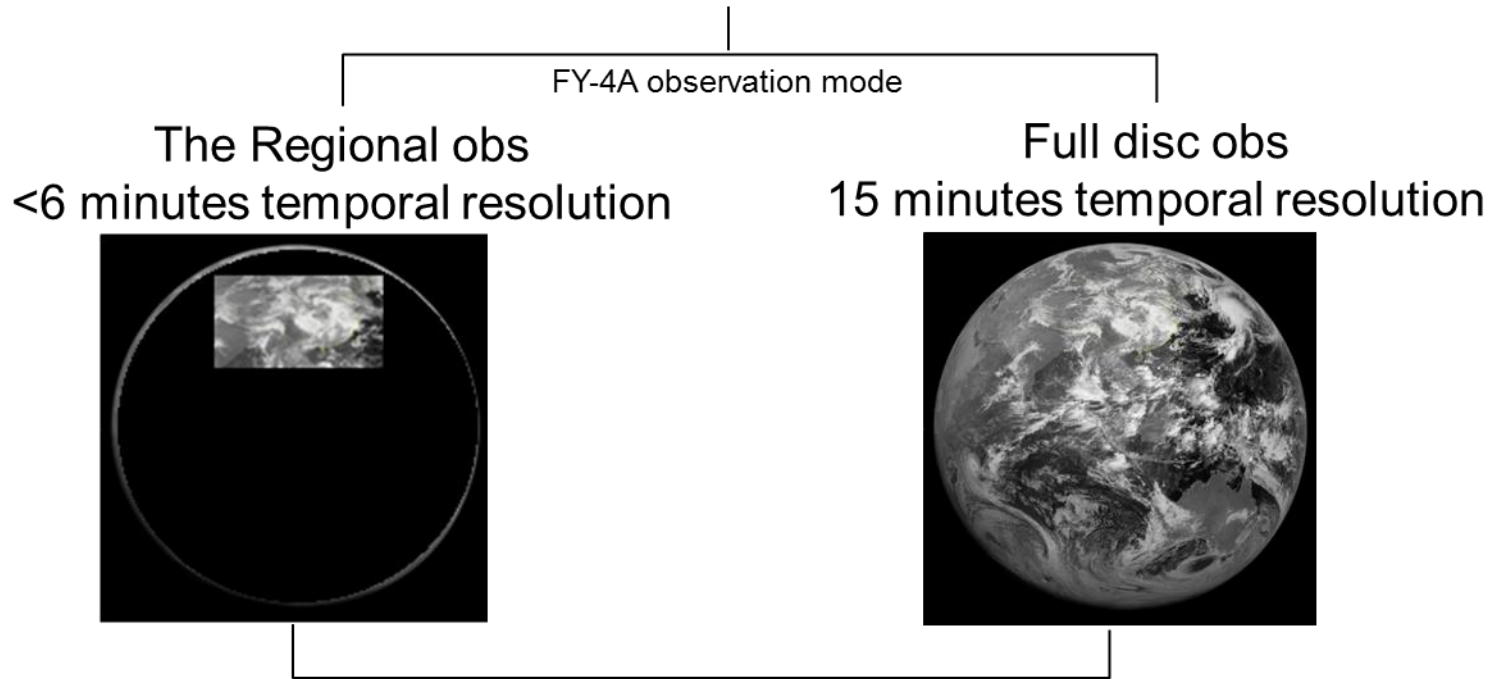 FY-4A observation mode
The Regional obs
<6 minutes temporal resolution
Full disc obs
15 minutes temporal resolution